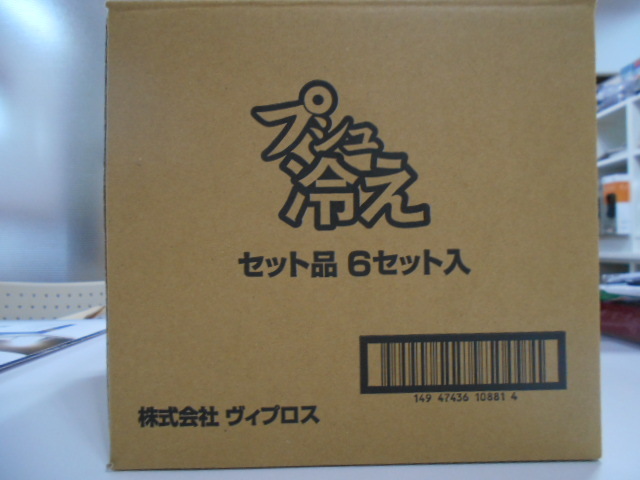 プシュー
冷え
セット品 6セット入
149 47436 10881 4
株式会社 ヴィプロス